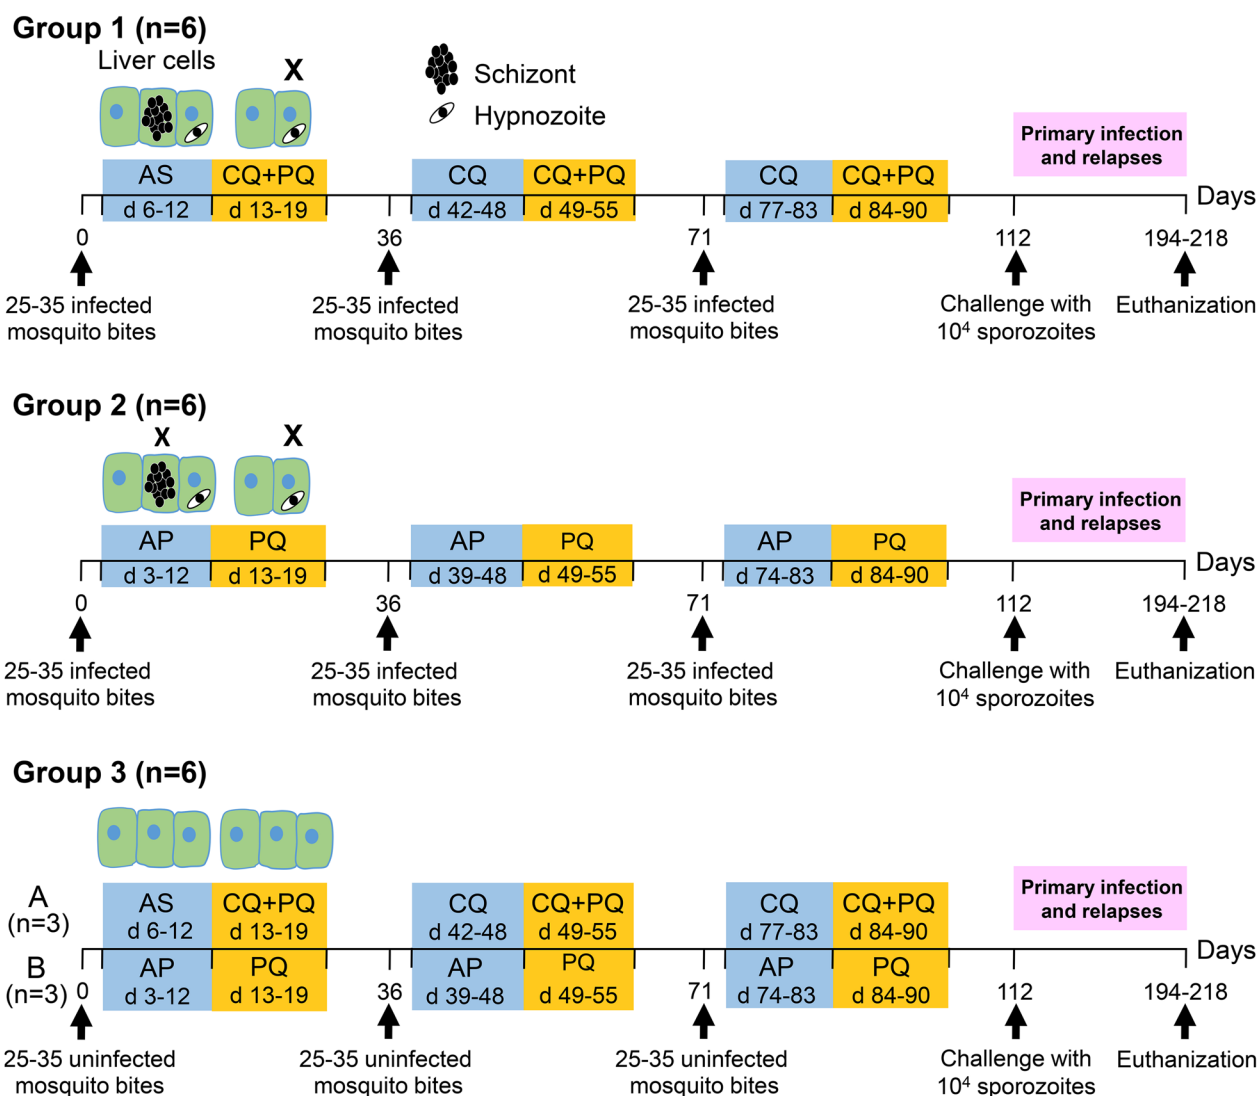 Group 1 (n=6)
Liver cells
X
Schizont
Hypnozoite
Primary infection
and relapses
AS CQ+PQ CQ CQ+PQ CQ CQ+PQ
d 6-12 d 13-19 d 42-48 d 49-55 d 77-83 d 84-90
Days
0 36 71 112 194-218
25-35 infected 25-35 infected 25-35 infected Challenge with Euthanization
mosquito bites mosquito bites mosquito bites 10⁴ sporozoites
Group 2 (n=6)
X X
Primary infection
and relapses
AP PQ AP PQ AP PQ
d 3-12 d 13-19 d 39-48 d 49-55 d 74-83 d 84-90
Days
0 36 71 112 194-218
25-35 infected 25-35 infected 25-35 infected Challenge with Euthanization
mosquito bites mosquito bites mosquito bites 10⁴ sporozoites
Group 3 (n=6)
Primary infection
and relapses
A AS CQ+PQ CQ CQ+PQ CQ CQ+PQ
(n=3) d 6-12 d 13-19 d 42-48 d 49-55 d 77-83 d 84-90
Days
B AP PQ AP PQ AP PQ
(n=3) d 3-12 d 13-19 d 39-48 d 49-55 d 74-83 d 84-90
0 36 71 112 194-218
25-35 uninfected 25-35 uninfected 25-35 uninfected Challenge with Euthanization
mosquito bites mosquito bites mosquito bites 10⁴ sporozoites